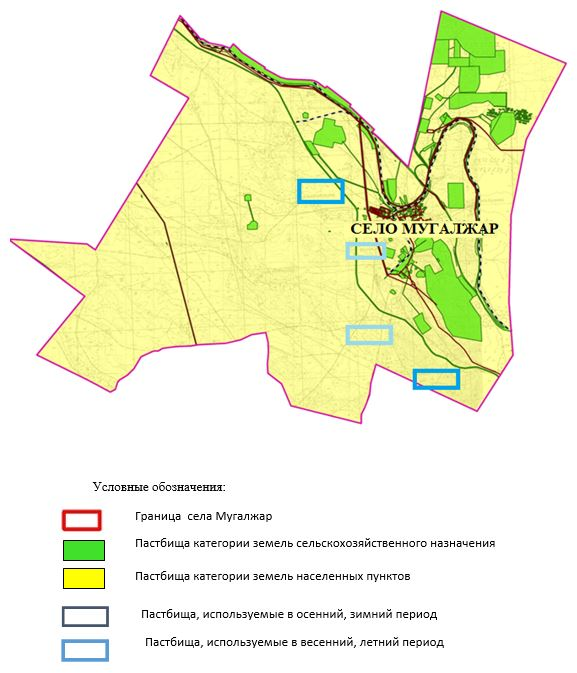 СЕЛО МУГАЛЖАР
Условные обозначения:
Граница села Мугалжар
Пастбища категории земель сельскохозяйственного назначения
Пастбища категории земель населенных пунктов
Пастбища, используемые в осенний, зимний период
Пастбища, используемые в весенний, летний период